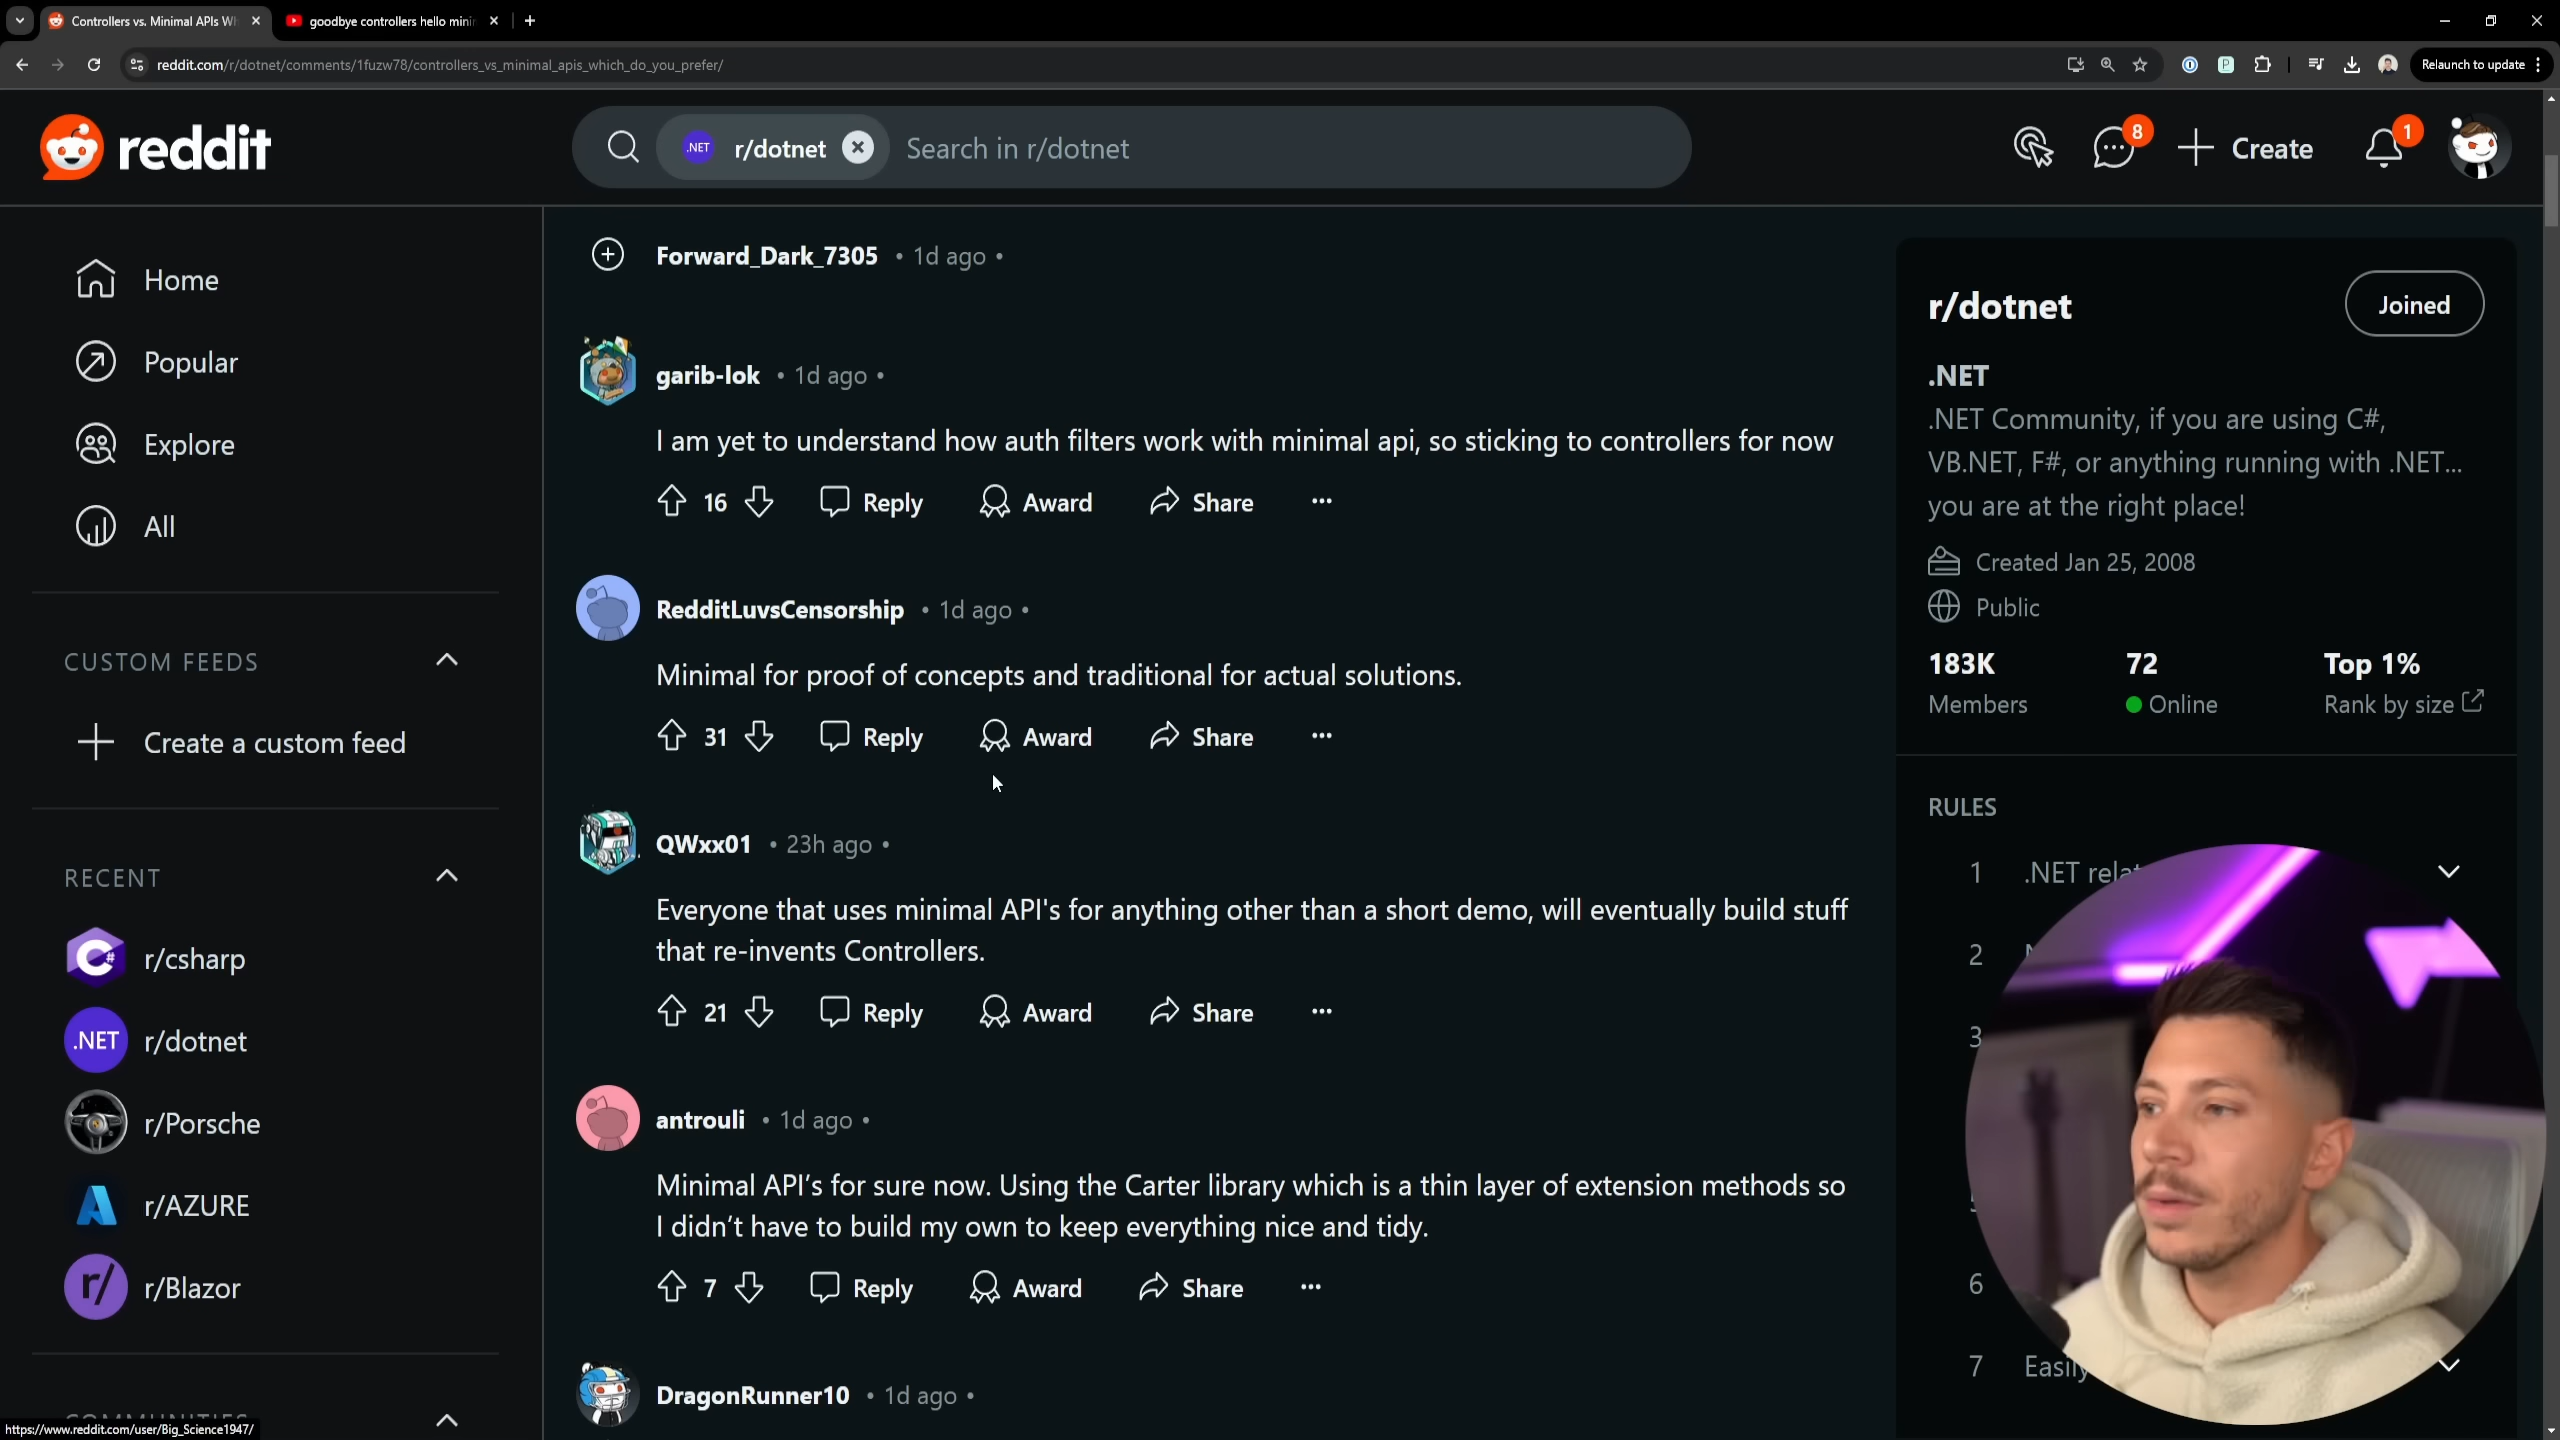 Controllers vs. Minimal APIs Wh
goodbye controllers hello mini
reddit.com/r/dotnet/comments/1fuzw78/controllers_vs_minimal_apis_which_do_you_prefer/
Relaunch to update
reddit
.NET
r/dotnet
Search in r/dotnet
8
Create
1
Home
Popular
Explore
All
CUSTOM FEEDS
Create a custom feed
RECENT
r/csharp
.NET r/dotnet
r/Porsche
r/AZURE
r/ r/Blazor
COMMUNITIES
https://www.reddit.com/user/Big_Science1947/
Forward_Dark_7305 • 1d ago •
garib-lok • 1d ago •
I am yet to understand how auth filters work with minimal api, so sticking to controllers for now
16 Reply Award Share
RedditLuvsCensorship • 1d ago •
Minimal for proof of concepts and traditional for actual solutions.
31 Reply Award Share
QWxx01 • 23h ago •
Everyone that uses minimal API's for anything other than a short demo, will eventually build stuff
that re-invents Controllers.
21 Reply Award Share
antrouli • 1d ago •
Minimal API’s for sure now. Using the Carter library which is a thin layer of extension methods so
I didn’t have to build my own to keep everything nice and tidy.
7 Reply Award Share
DragonRunner10 • 1d ago •
r/dotnet
Joined
.NET
.NET Community, if you are using C#,
VB.NET, F#, or anything running with .NET...
you are at the right place!
Created Jan 25, 2008
Public
183K 72 Top 1%
Members Online Rank by size
RULES
1 .NET rela
2
3
6
7 Easily